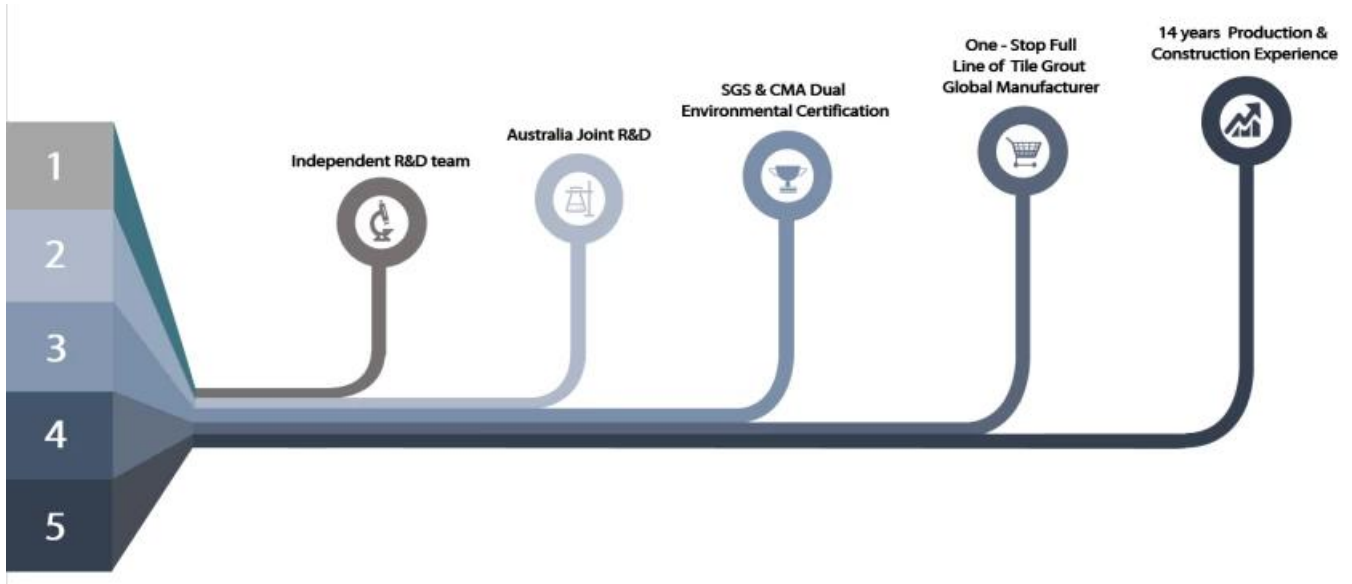 1
2
3
4
5
Independent R&D team
Australia Joint R&D
SGS & CMA Dual
Environmental Certification
One - Stop Full
Line of Tile Grout
Global Manufacturer
14 years Production &
Construction Experience